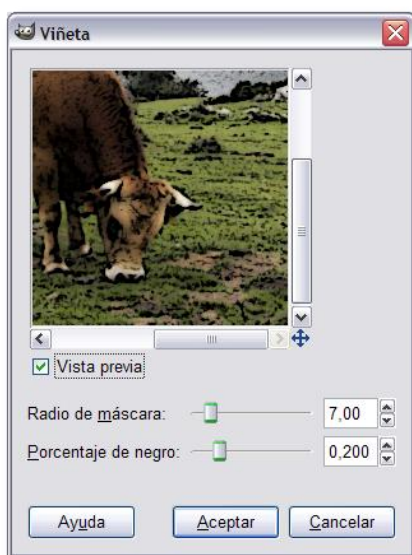 Viñeta
Vista previa
Radio de máscara: 7,00
Porcentaje de negro: 0,200
Ayuda Aceptar Cancelar